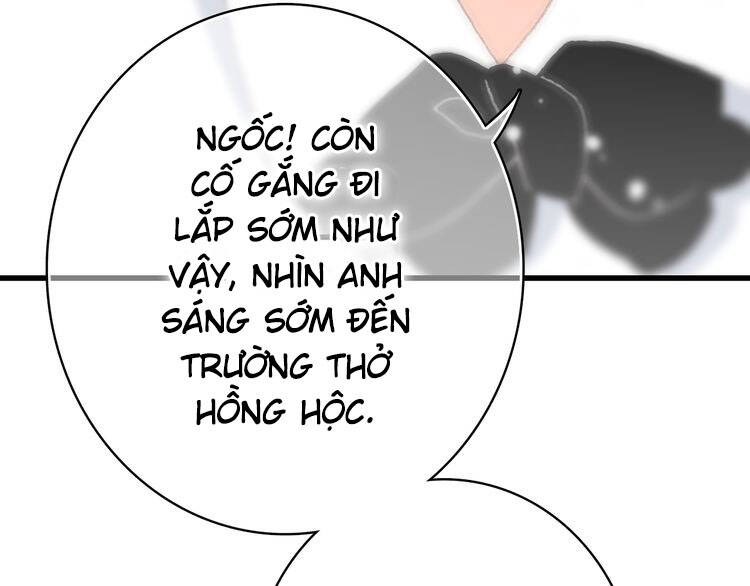 NGỐC! CÒN
CỐ GẮNG ĐI
LẮP SỚM NHƯ
VẬY, NHÌN ANH
SÁNG SỚM ĐẾN
TRƯỜNG THỞ
HỒNG HỘC.